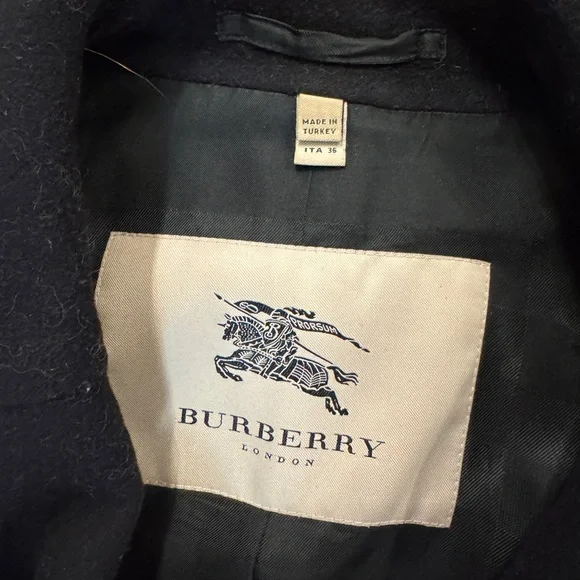 MADE IN
TURKEY
ITA 36
PRORSUM
B
BURBERRY
LONDON